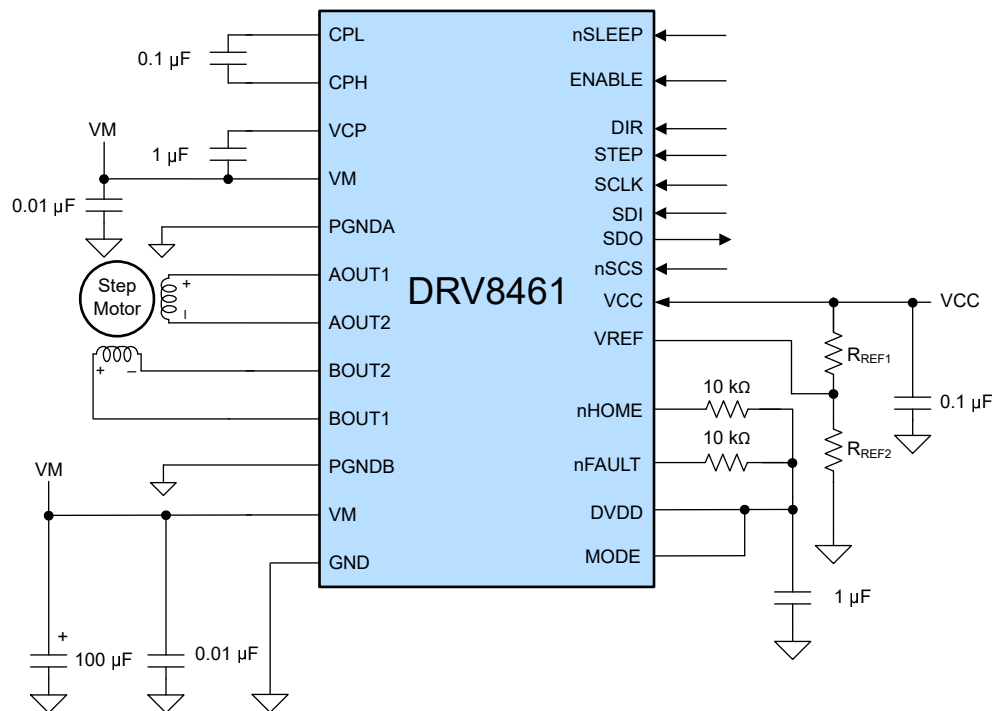 CPL
0.1 µF
CPH
VM
VCP
1 µF
VM
0.01 µF
PGNDA
Step
Motor
+
–
AOUT1
AOUT2
+
–
BOUT2
BOUT1
VM
PGNDB
VM
GND
+
100 µF
0.01 µF
DRV8461
nSLEEP
ENABLE
DIR
STEP
SCLK
SDI
SDO
nSCS
VCC
VCC
VREF
RREF1
10 kΩ
nHOME
0.1 µF
10 kΩ
nFAULT
RREF2
DVDD
MODE
1 µF